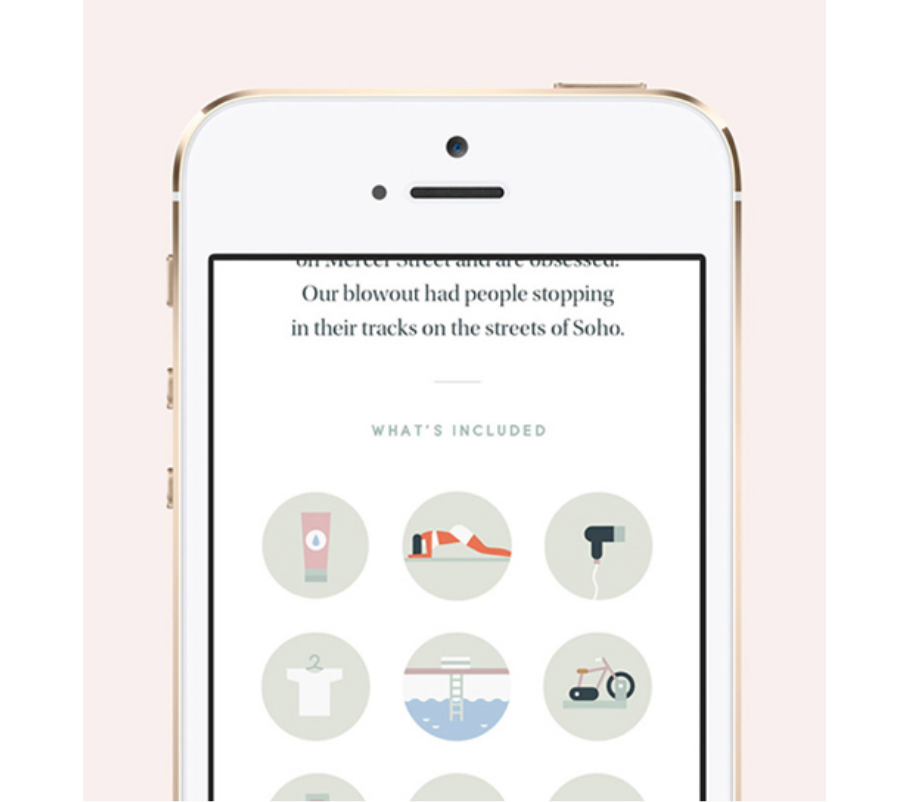 on Mercer Street and are obsessed.
Our blowout had people stopping
in their tracks on the streets of Soho.
WHAT'S INCLUDED